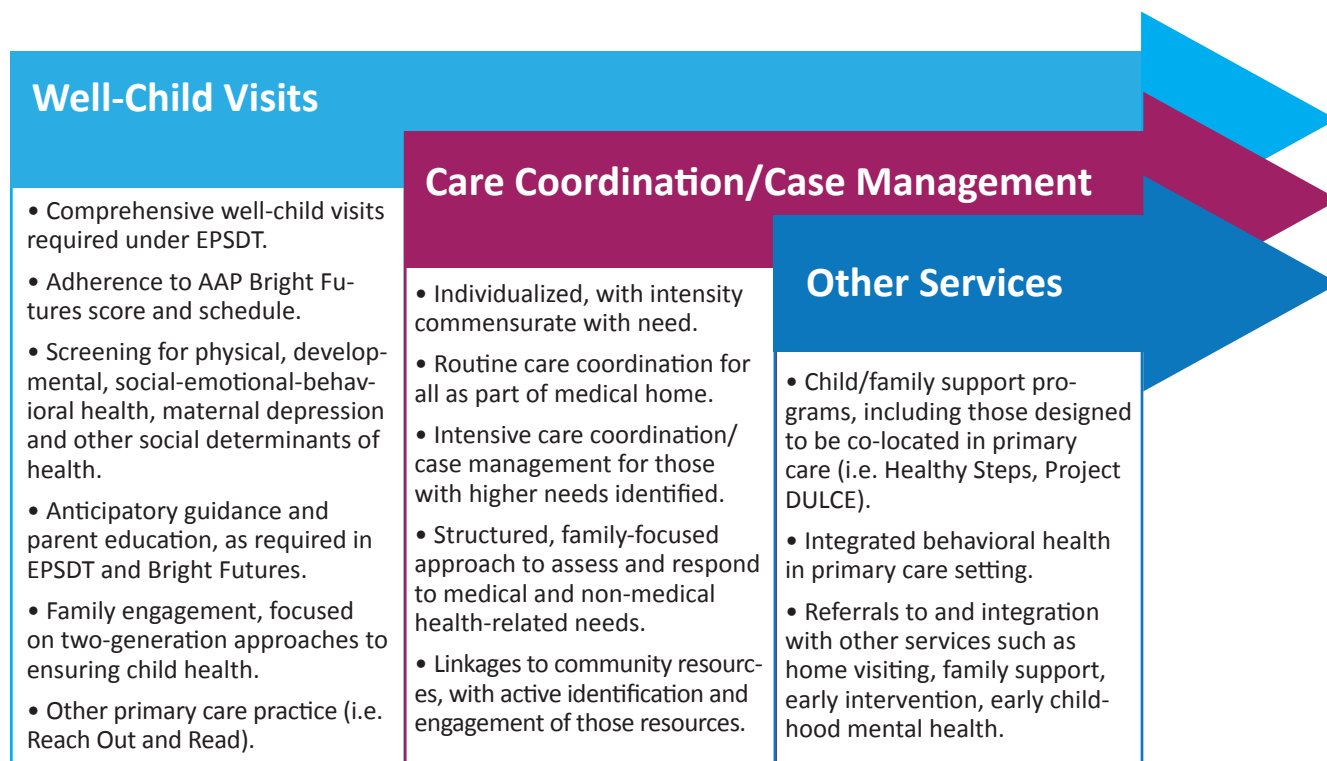 Well-Child Visits
• Comprehensive well-child visits
required under EPSDT.
• Adherence to AAP Bright Fu-
tures score and schedule.
• Screening for physical, develop-
mental, social-emotional-behav-
ioral health, maternal depression
and other social determinants of
health.
• Anticipatory guidance and
parent education, as required in
EPSDT and Bright Futures.
• Family engagement, focused
on two-generation approaches to
ensuring child health.
• Other primary care practice (i.e.
Reach Out and Read).
Care Coordination/Case Management
• Individualized, with intensity
commensurate with need.
• Routine care coordination for
all as part of medical home.
• Intensive care coordination/
case management for those
with higher needs identified.
• Structured, family-focused
approach to assess and respond
to medical and non-medical
health-related needs.
• Linkages to community resourc-
es, with active identification and
engagement of those resources.
Other Services
• Child/family support pro-
grams, including those designed
to be co-located in primary
care (i.e. Healthy Steps, Project
DULCE).
• Integrated behavioral health
in primary care setting.
• Referrals to and integration
with other services such as
home visiting, family support,
early intervention, early child-
hood mental health.